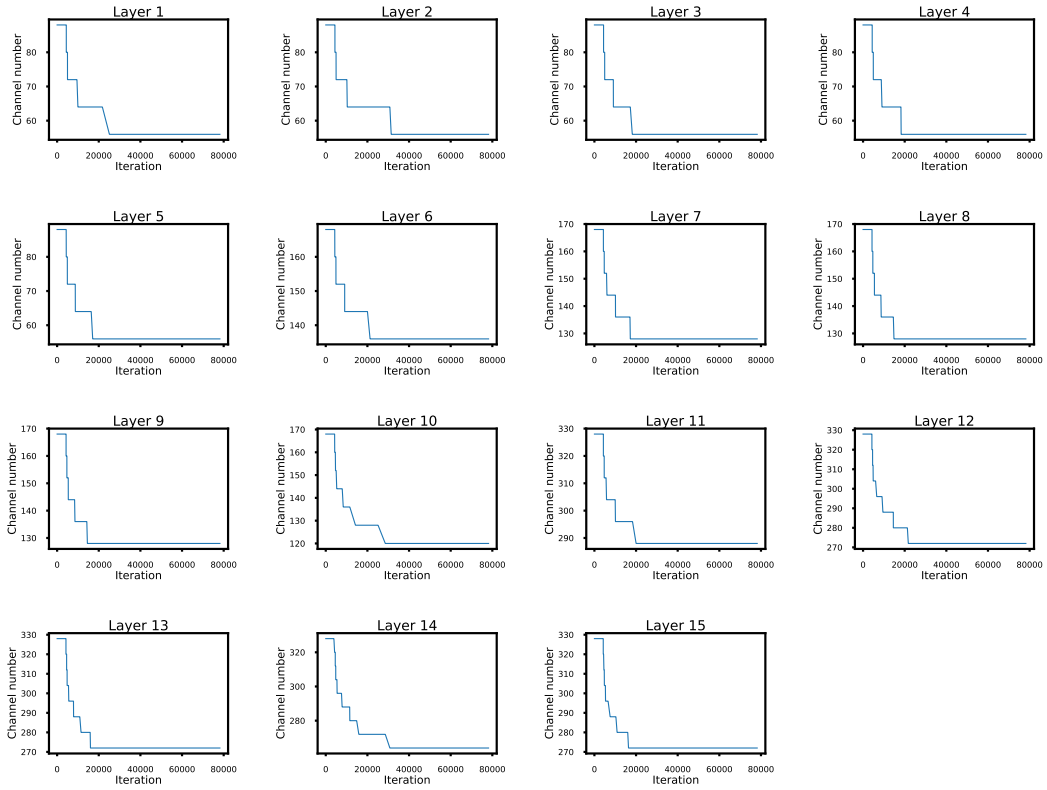 Layer 1 Layer 2 Layer 3 Layer 4
Channel number Channel number Channel number Channel number
80 80 80 80
70 70 70 70
60 60 60 60
0 20000 40000 60000 80000 0 20000 40000 60000 80000 0 20000 40000 60000 80000 0 20000 40000 60000 80000
Iteration Iteration Iteration Iteration
Layer 5 Layer 6 Layer 7 Layer 8
Channel number Channel number Channel number Channel number
80 160 170 170
70 150 160 160
60 140 150 150
140 140
130 130
0 20000 40000 60000 80000 0 20000 40000 60000 80000 0 20000 40000 60000 80000 0 20000 40000 60000 80000
Iteration Iteration Iteration Iteration
Layer 9 Layer 10 Layer 11 Layer 12
Channel number Channel number Channel number Channel number
170 170 330 330
160 160 320 320
150 150 310 310
140 140 300 300
130 130 290 290
120 280
270
0 20000 40000 60000 80000 0 20000 40000 60000 80000 0 20000 40000 60000 80000 0 20000 40000 60000 80000
Iteration Iteration Iteration Iteration
Layer 13 Layer 14 Layer 15
Channel number Channel number Channel number
330 320 330
320 300 320
310 280 310
300 300
290 290
280 280
270 270
0 20000 40000 60000 80000 0 20000 40000 60000 80000 0 20000 40000 60000 80000
Iteration Iteration Iteration